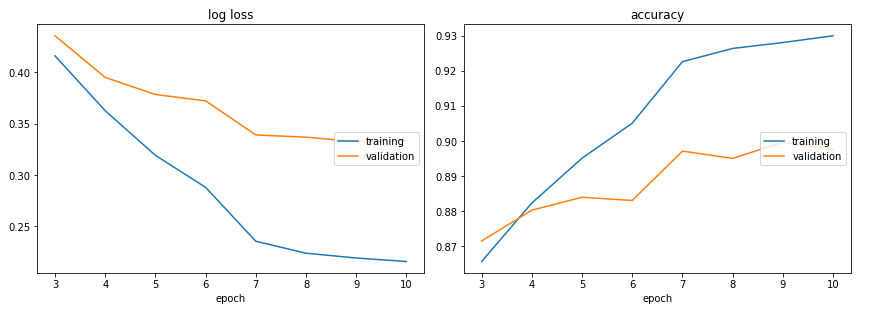 log loss
0.40
0.35
0.30
0.25
training
validation
3 4 5 6 7 8 9 10
epoch
accuracy
0.93
0.92
0.91
0.90
0.89
0.88
0.87
training
validation
3 4 5 6 7 8 9 10
epoch